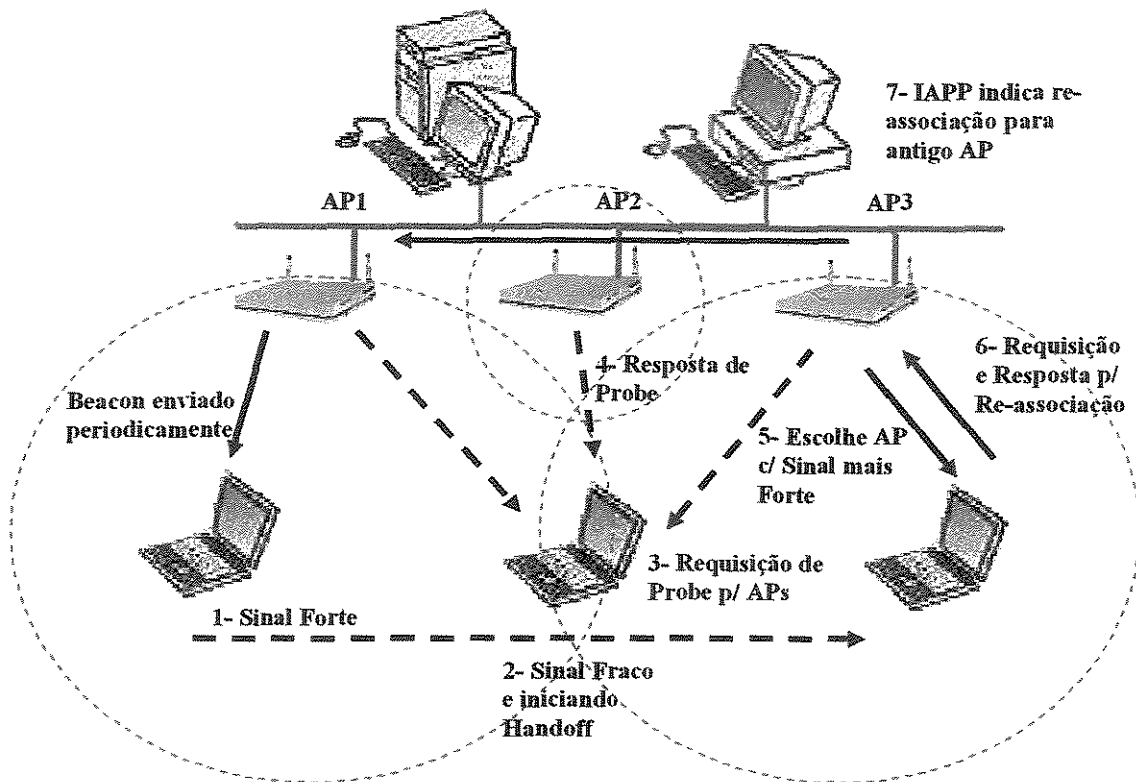 7- IAPP indica re-
associação para
antigo AP
AP1
AP2
AP3
4- Resposta de
Probe
6- Requisição
e Resposta p/
Re-associação
Beacon enviado
periodicamente
5- Escolhe AP
c/ Sinal mais
Forte
3- Requisição de
Probe p/ APs
1- Sinal Forte
2- Sinal Fraco
e iniciando
Handoff